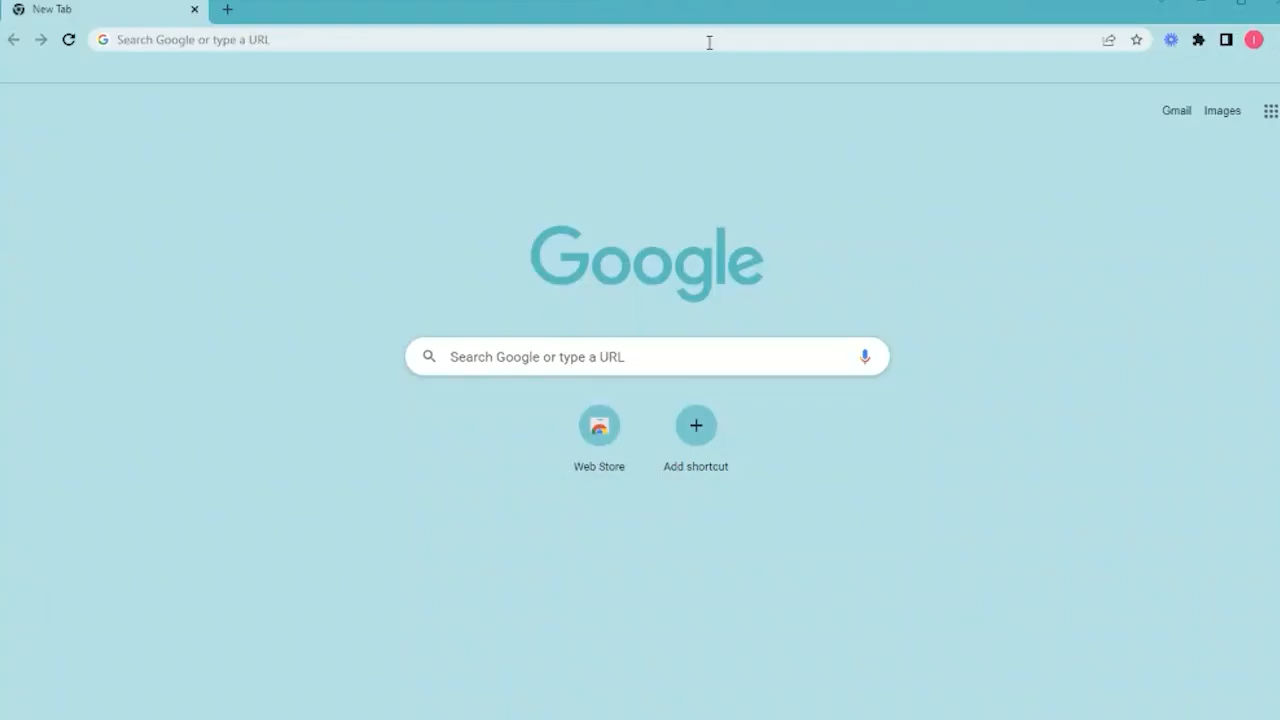 New Tab
Search Google or type a URL
I
Gmail Images
Google
Search Google or type a URL
Web Store Add shortcut